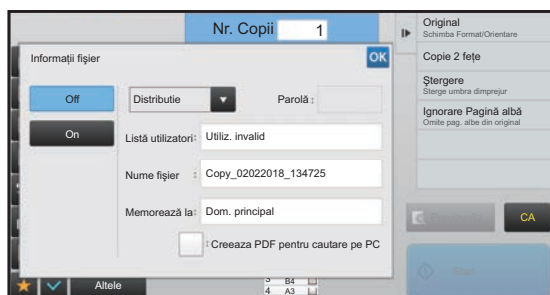 Nr. Copii 1
Informații fișier
OK
Off
On
Distributie
Parolă :
Listă utilizatori: Utiliz. invalid
Nume fișier : Copy_02022018_134725
Memorează la: Dom. principal
: Creeaza PDF pentru cautare pe PC
Altele
3 B4
4 A3
Original
Schimba Format/Orientare
Copie 2 fețe
Ștergere
Sterge umbra dimprejur
Ignorare Pagină albă
Omite pag. albe din original
CA
Start